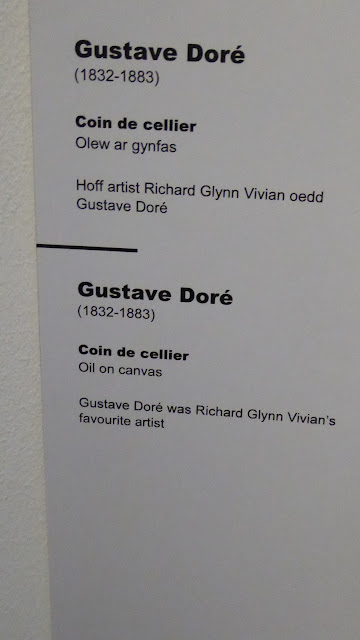 Gustave Doré
(1832-1883)
Coin de cellier
Olew ar gynfas
Hoff artist Richard Glynn Vivian oedd
Gustave Doré
Gustave Doré
(1832-1883)
Coin de cellier
Oil on canvas
Gustave Doré was Richard Glynn Vivian's
favourite artist